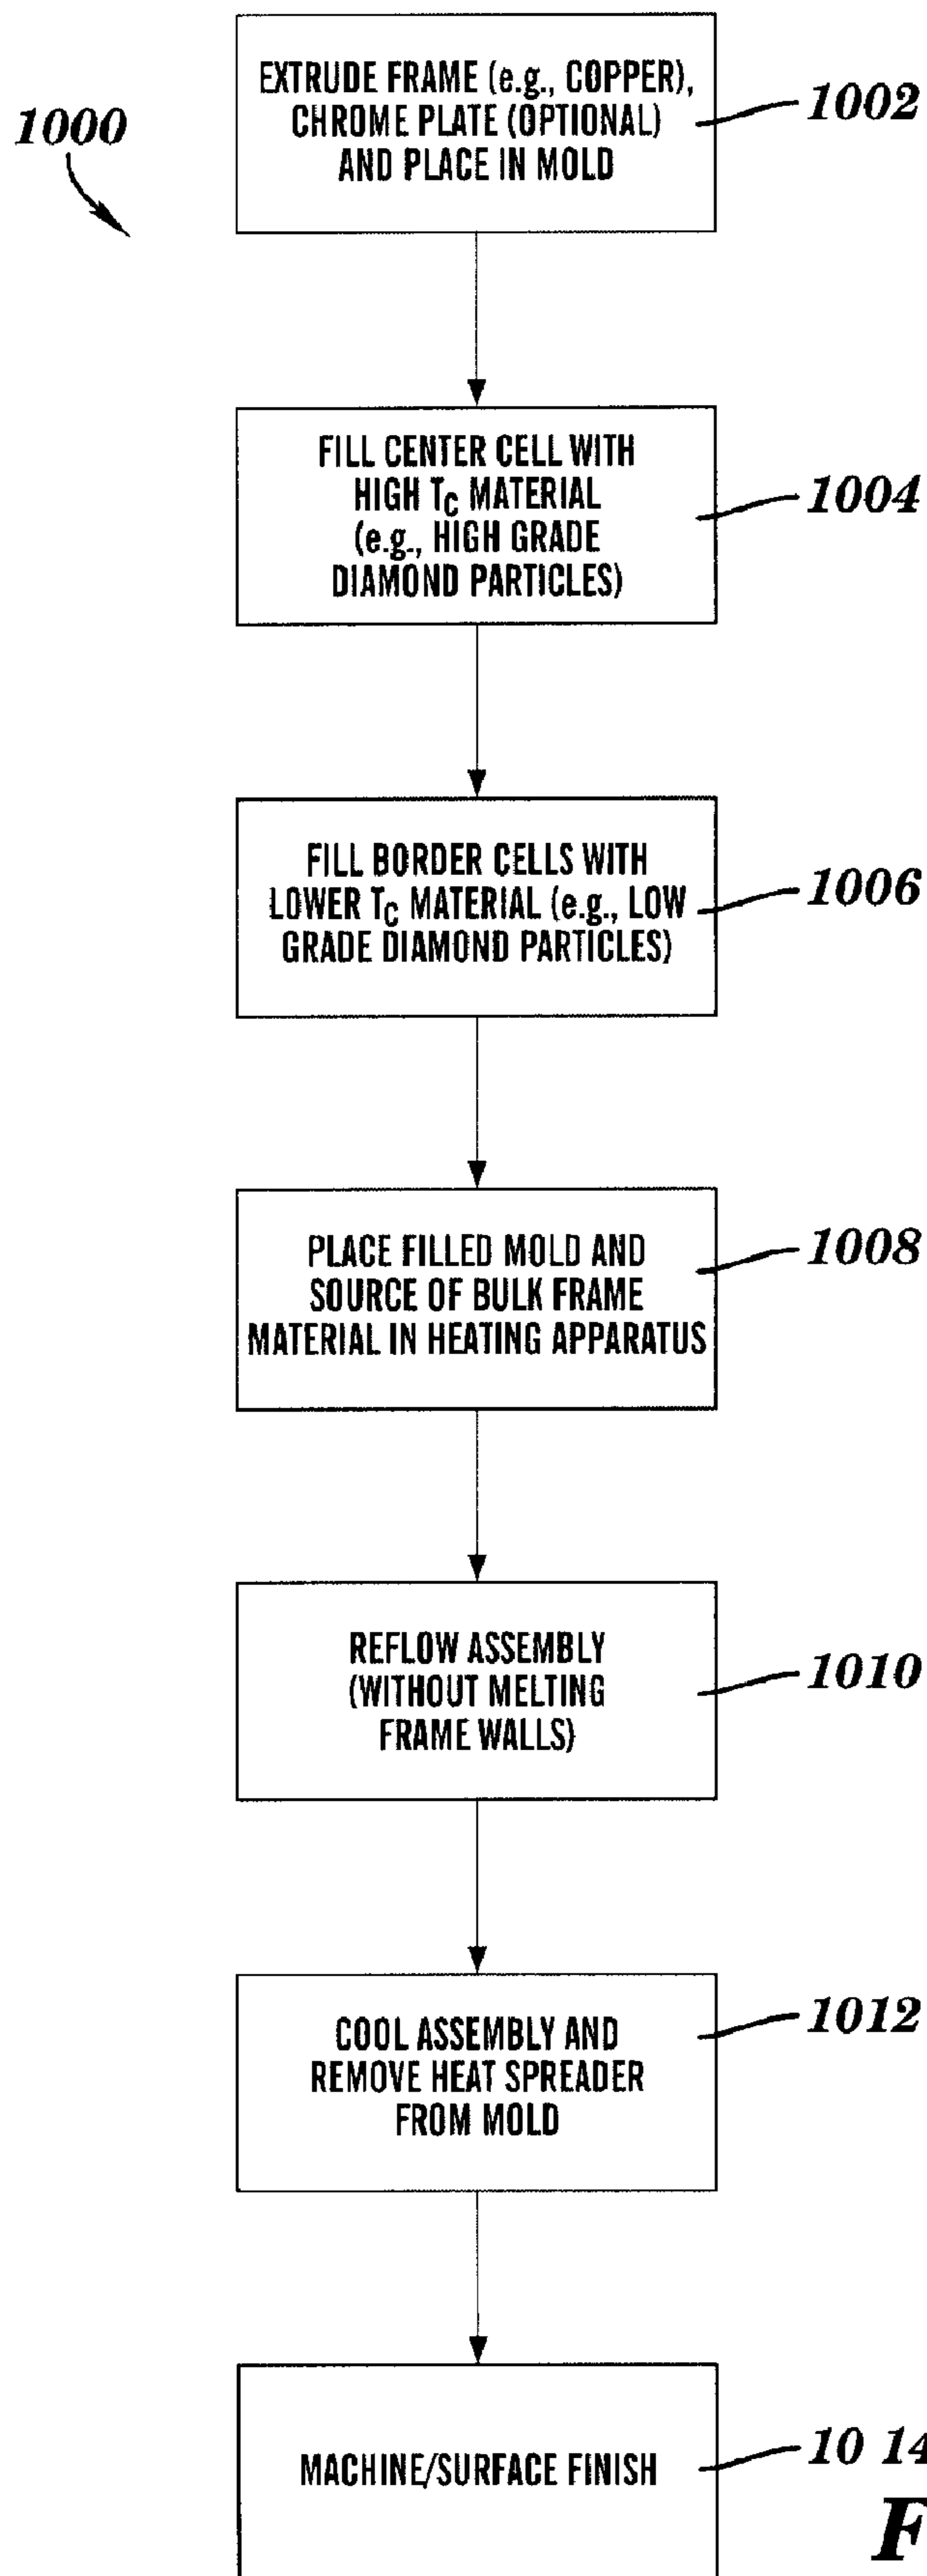 1000
EXTRUDE FRAME (e.g., COPPER),
CHROME PLATE (OPTIONAL)
AND PLACE IN MOLD
1002
FILL CENTER CELL WITH
HIGH TC MATERIAL
(e.g., HIGH GRADE
DIAMOND PARTICLES)
1004
FILL BORDER CELLS WITH
LOWER TC MATERIAL (e.g., LOW
GRADE DIAMOND PARTICLES)
1006
PLACE FILLED MOLD AND
SOURCE OF BULK FRAME
MATERIAL IN HEATING APPARATUS
1008
REFLOW ASSEMBLY
(WITHOUT MELTING
FRAME WALLS)
1010
COOL ASSEMBLY AND
REMOVE HEAT SPREADER
FROM MOLD
1012
MACHINE/SURFACE FINISH
10 14
F